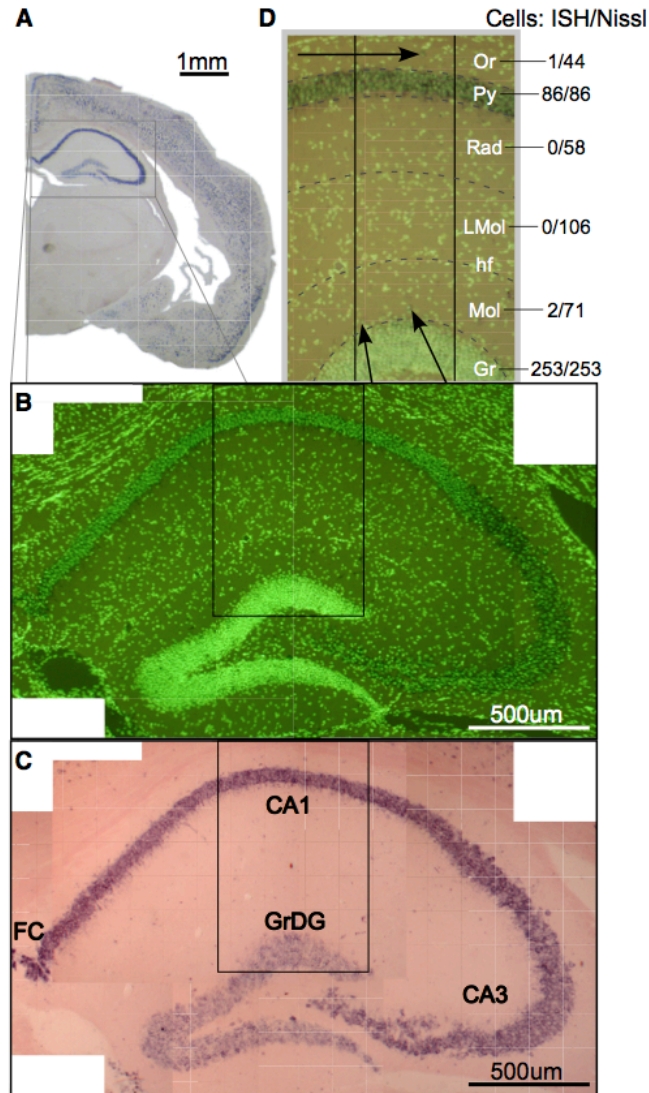 A
1mm
D
Cells: ISH/Nissl
Or 1/44
Py 86/86
Rad 0/58
LMol 0/106
hf
Mol 2/71
Gr 253/253
B
500um
C
CA1
FC
GrDG
CA3
500um